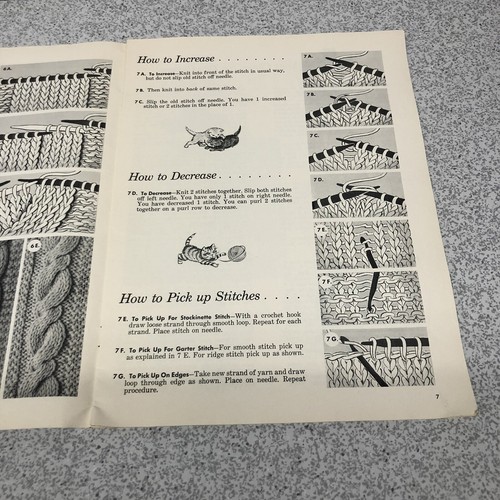 6A.
6E.
How to Increase . . . . . . . .
7 A. To Increase—Knit into front of the stitch in usual way,
but do not slip old stitch off needle.
7 B. Then knit into back of same stitch.
7 C. Slip the old stitch off needle. You have 1 increased
stitch or 2 stitches in the place of 1.
How to Decrease . . . . . . . .
7 D. To Decrease—Knit 2 stitches together. Slip both stitches
off left needle. You have only 1 stitch on right needle.
You have decreased 1 stitch. You can purl 2 stitches
together on a purl row to decrease.
How to Pick up Stitches . . . .
7 E. To Pick Up For Stockinette Stitch—With a crochet hook
draw loose strand through smooth loop. Repeat for each
strand. Place stitch on needle.
7 F. To Pick Up For Garter Stitch—For smooth stitch pick up
as explained in 7 E. For ridge stitch pick up as shown.
7 G. To Pick Up On Edges—Take new strand of yarn and draw
loop through edge as shown. Place on needle. Repeat
procedure.
7A.
7B.
7C.
7D.
7E.
7F.
7G.
7